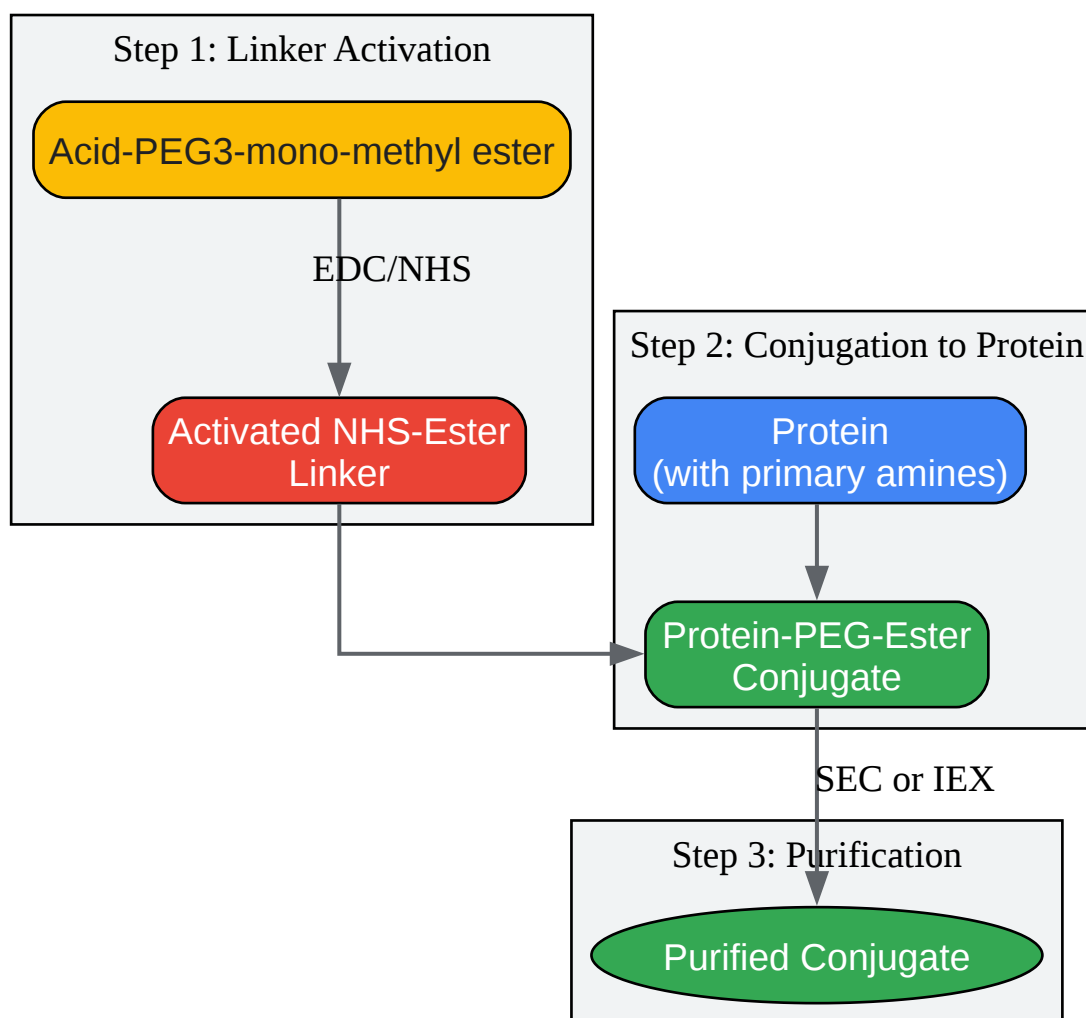 Step 1: Linker Activation
Acid-PEG3-mono-methyl ester
EDC/NHS
Activated NHS-Ester
Linker
Step 2: Conjugation to Protein
Protein
(with primary amines)
Protein-PEG-Ester
Conjugate
SEC or IEX
Step 3: Purification
Purified Conjugate